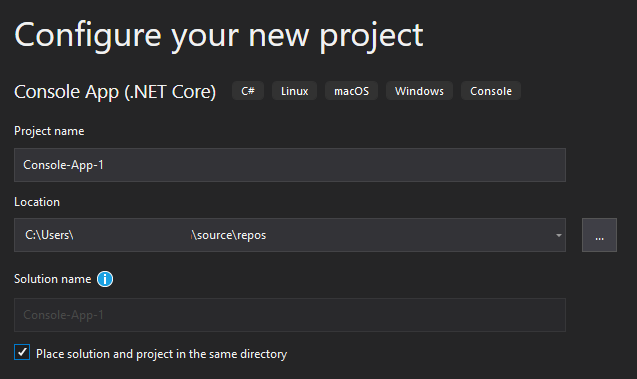 Configure your new project
Console App (.NET Core) C# Linux macOS Windows Console
Project name
Console-App-1
Location
C:\Users\ \source\repos ...
Solution name
Console-App-1
Place solution and project in the same directory